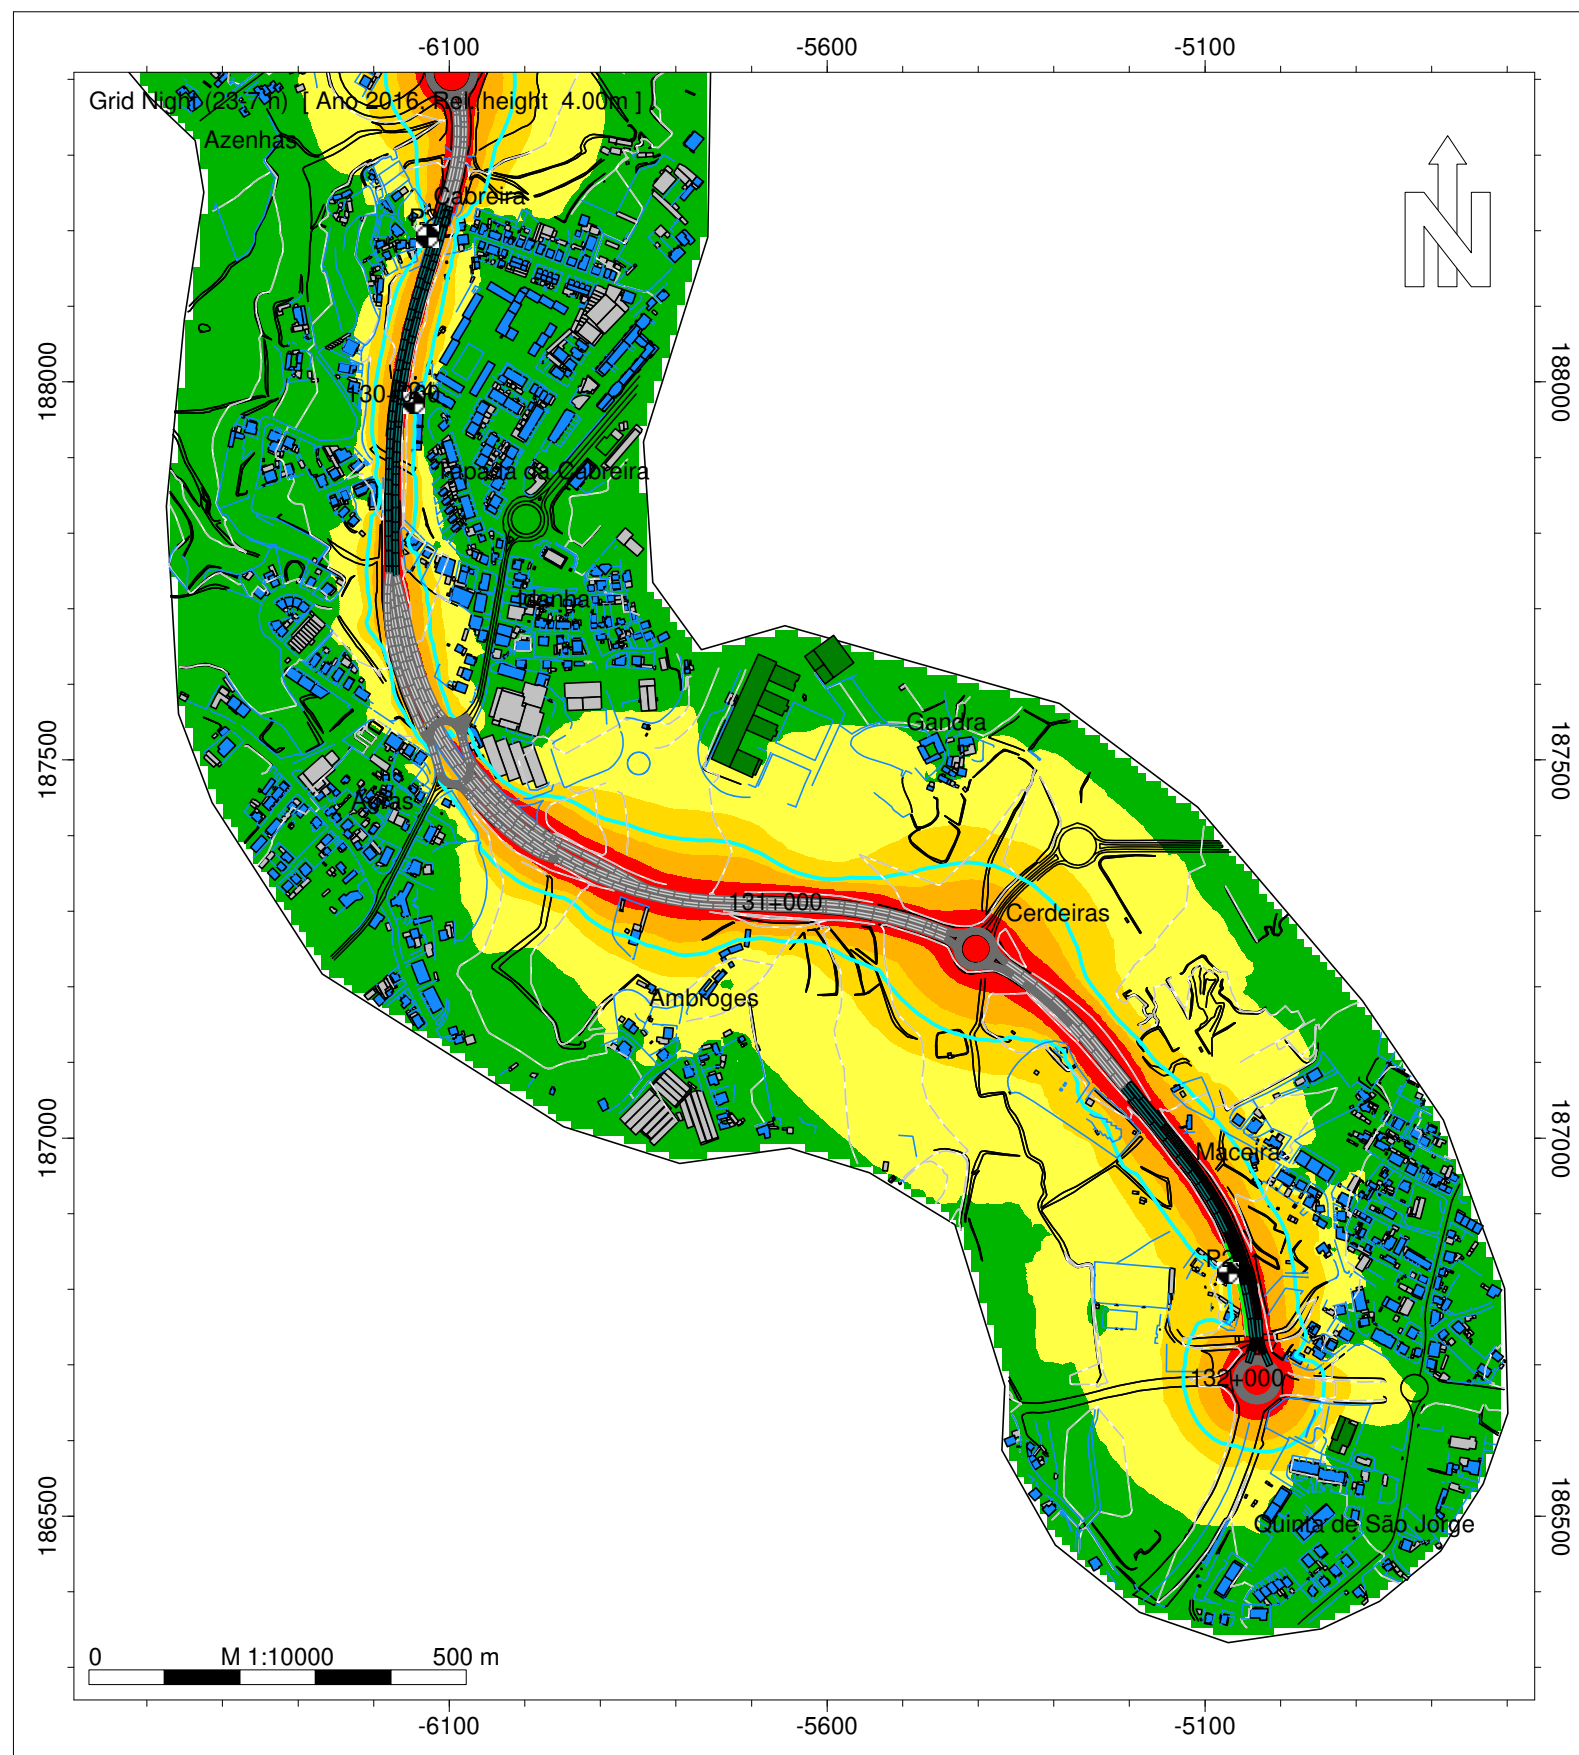 -6100 -5600 -5100
Grid Night (23-7 h) [ Ano 2016, Rel. height 4.00m ]
Azenhas
Cabreira
N
188000 188000
Tapada da Cabreira
Idanha
Gandra
187500 187500
Agras
131+000
Cerdeiras
Ambroges
187000 187000
Maceira
132+000
186500 186500
Quinta de São Jorge
0 M 1:10000 500 m
-6100 -5600 -5100